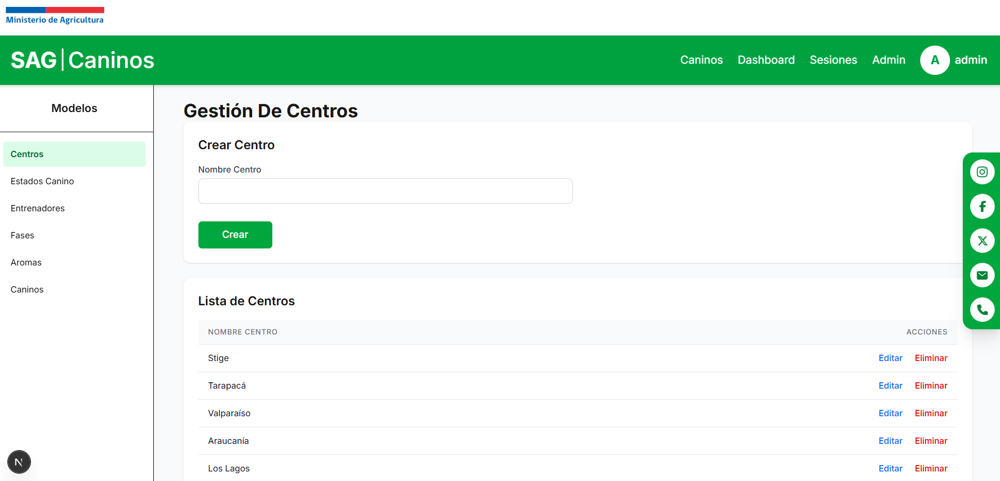 Ministerio de Agricultura
SAG|Caninos
Caninos Dashboard Sesiones Admin A admin
Modelos
Centros
Estados Canino
Entrenadores
Fases
Aromas
Caninos
Gestión De Centros
Crear Centro
Nombre Centro
Crear
Lista de Centros
NOMBRE CENTRO ACCIONES
Stige Editar Eliminar
Tarapacá Editar Eliminar
Valparaíso Editar Eliminar
Araucanía Editar Eliminar
Los Lagos Editar Eliminar
N